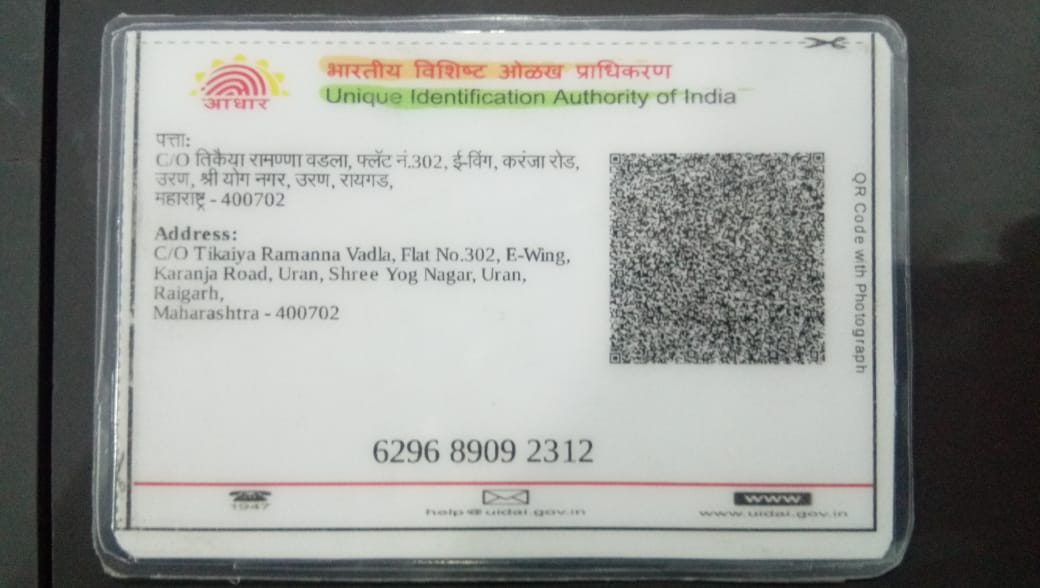 भारतीय विशिष्ट ओळख प्राधिकरण
Unique Identification Authority of India
आधार
पत्ता:
C/O तिकैया रामण्णा वडला, फ्लॅट नं.302, ई-विंग, करंजा रोड,
उरण, श्री योग नगर, उरण, रायगड,
महाराष्ट्र - 400702
Address:
C/O Tikaiya Ramanna Vadla, Flat No.302, E-Wing,
Karanja Road, Uran, Shree Yog Nagar, Uran,
Raigarh,
Maharashtra - 400702
QR Code with Photograph
6296 8909 2312
1947
help@uidai.gov.in
www
www.uidai.gov.in